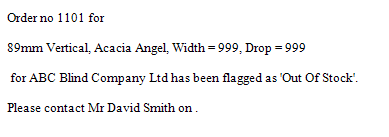 Order no 1101 for
89mm Vertical, Acacia Angel, Width = 999, Drop = 999
for ABC Blind Company Ltd has been flagged as 'Out Of Stock'.
Please contact Mr David Smith on .